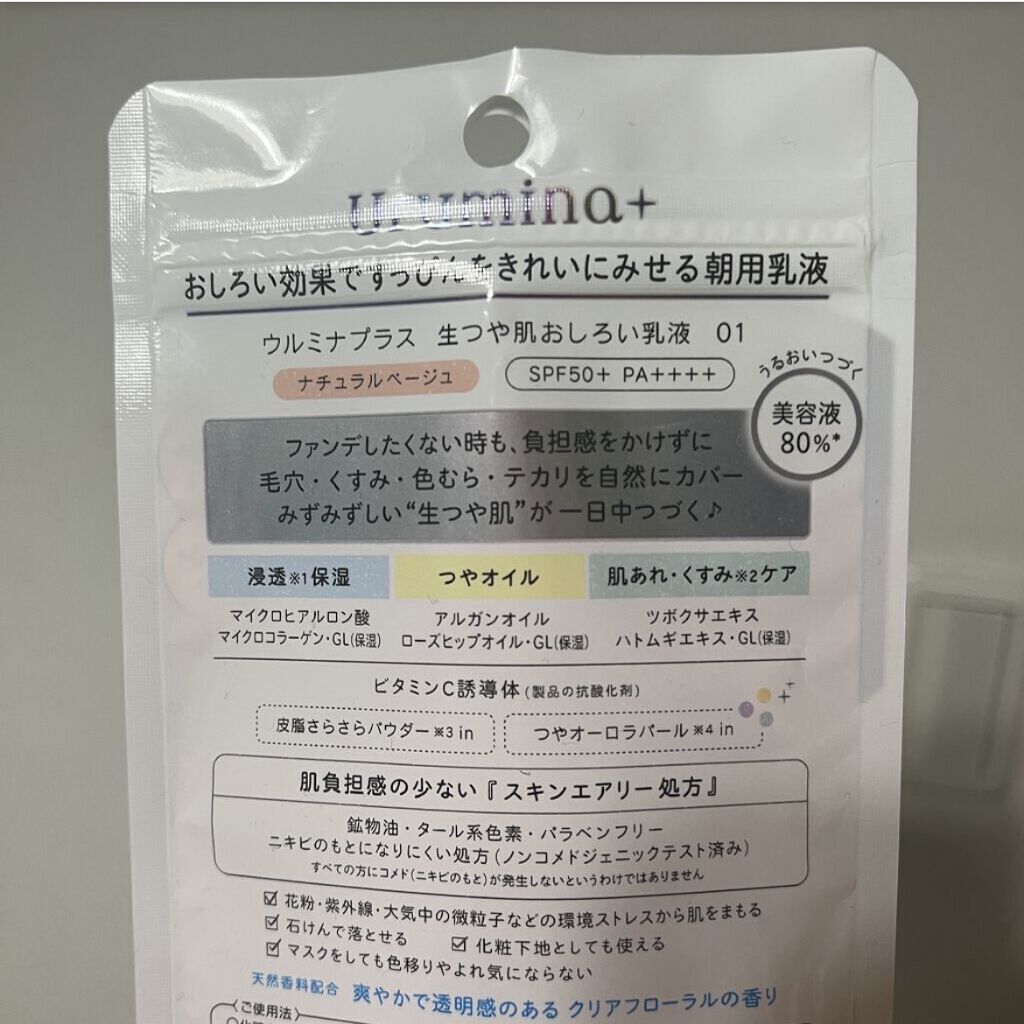 urumina+
おしろい効果ですっぴんをきれいにみせる朝用乳液
ウルミナプラス 生つや肌おしろい乳液 01
ナチュラルベージュ
SPF50+ PA++++
うるおいつづく
美容液
80%*
ファンデしたくない時も、負担感をかけずに
毛穴・くすみ・色むら・テカリを自然にカバー
みずみずしい“生つや肌”が一日中つづく♪
浸透※1保湿
マイクロヒアルロン酸
マイクロコラーゲン・GL(保湿)
つやオイル
アルガンオイル
ローズヒップオイル・GL(保湿)
肌あれ・くすみ※2ケア
ツボクサエキス
ハトムギエキス・GL(保湿)
ビタミンC誘導体(製品の抗酸化剤)
皮脂さらさらパウダー※3 in
つやオーロラパール※4 in
肌負担感の少ない『スキンエアリー処方』
鉱物油・タール系色素・パラベンフリー
ニキビのもとになりにくい処方(ノンコメドジェニックテスト済み)
すべての方にコメド(ニキビのもと)が発生しないというわけではありません
☑ 花粉・紫外線・大気中の微粒子などの環境ストレスから肌をまもる
☑ 石けんで落とせる ☑ 化粧下地としても使える
☑ マスクをしても色移りやよれ気にならない
天然香料配合 爽やかで透明感のある クリアフローラルの香り
〈ご使用法〉